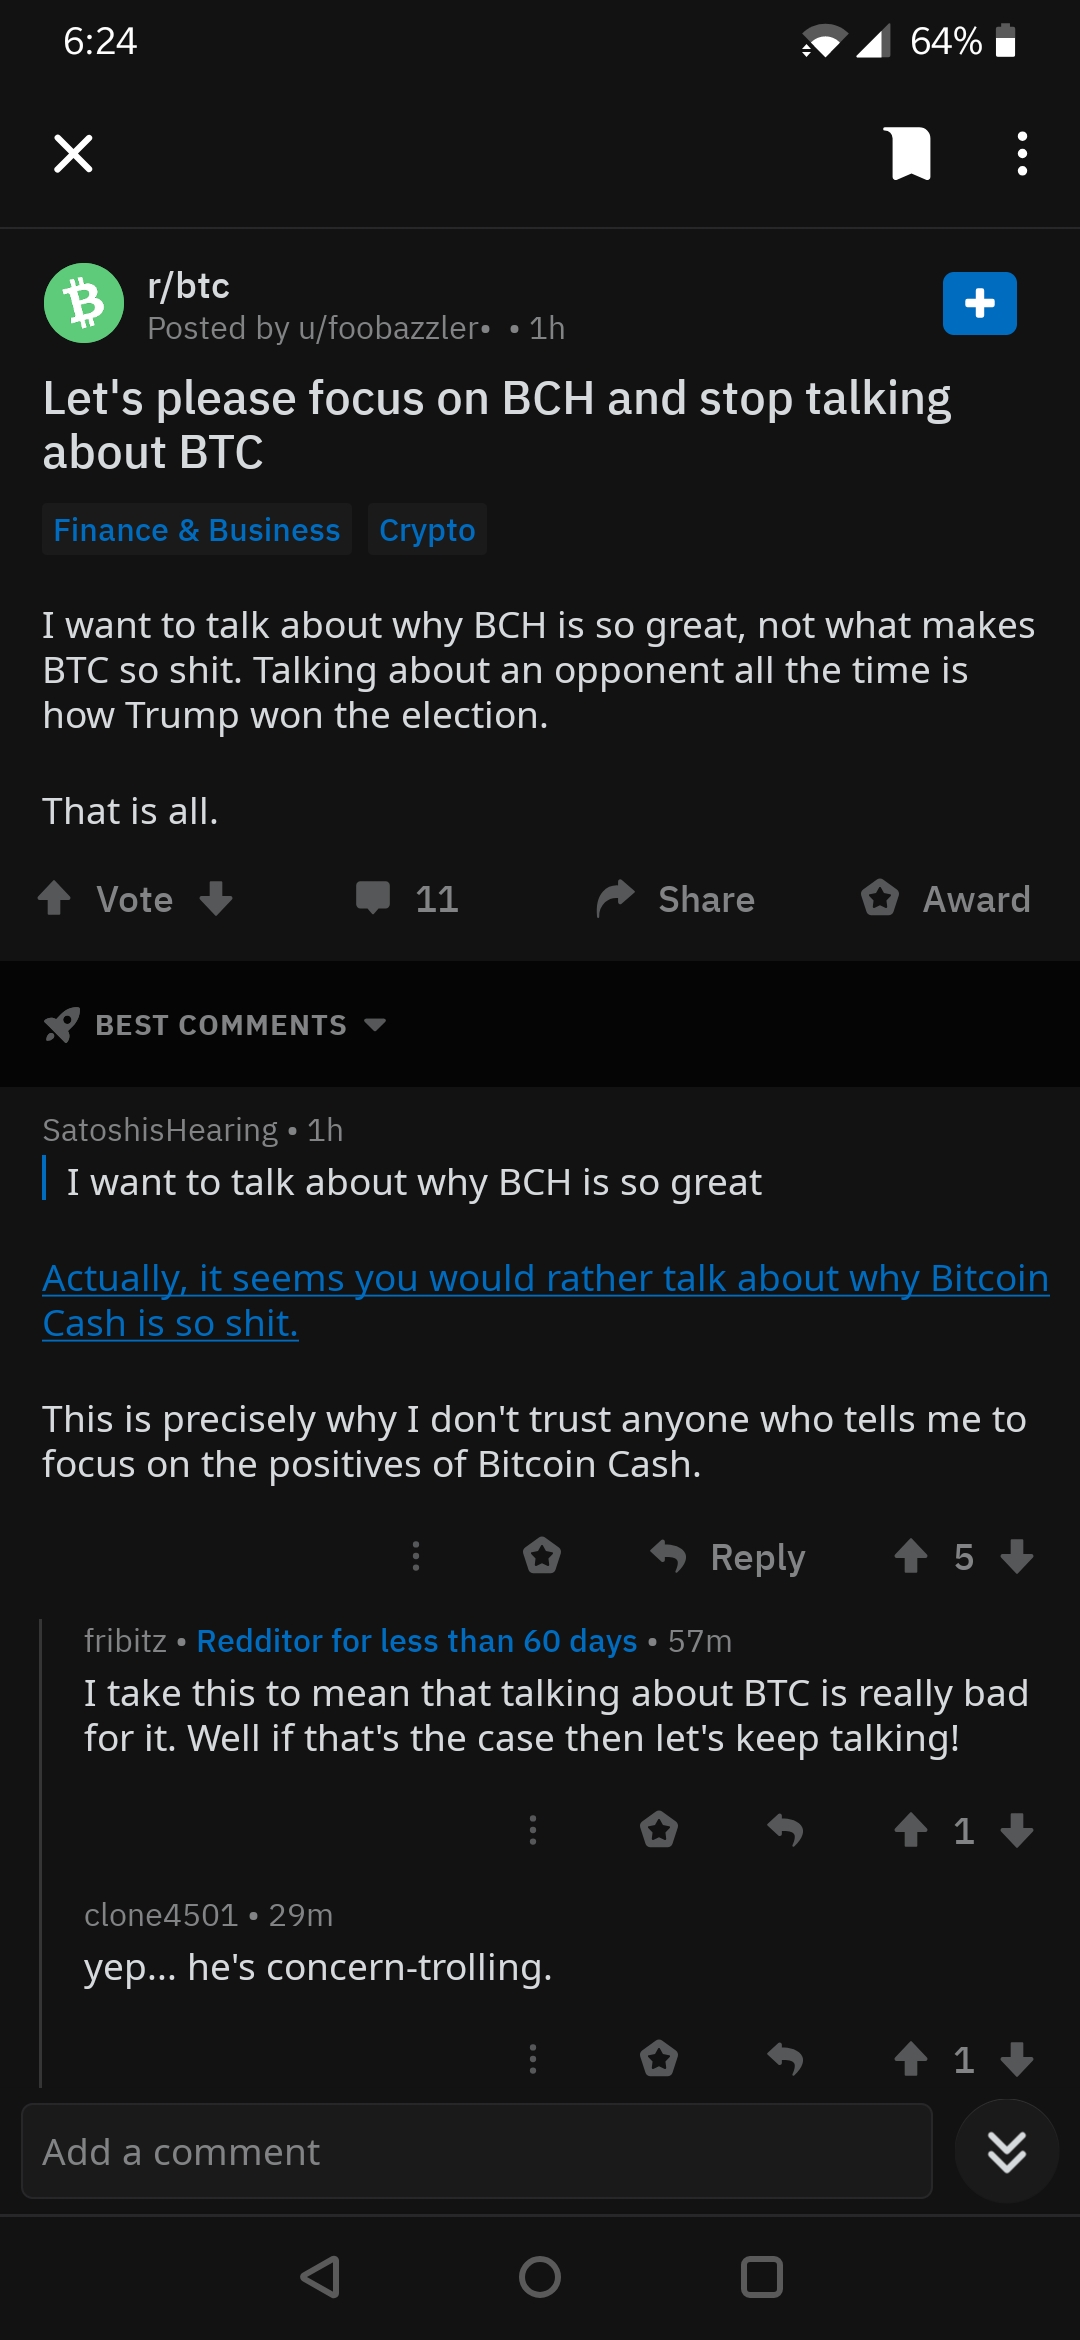 6:24 64%
r/btc
Posted by u/foobazzler• • 1h
Let's please focus on BCH and stop talking
about BTC
Finance & Business Crypto
I want to talk about why BCH is so great, not what makes
BTC so shit. Talking about an opponent all the time is
how Trump won the election.
That is all.
Vote 11 Share Award
BEST COMMENTS
SatoshisHearing • 1h
I want to talk about why BCH is so great
Actually, it seems you would rather talk about why Bitcoin
Cash is so shit.
This is precisely why I don't trust anyone who tells me to
focus on the positives of Bitcoin Cash.
Reply 5
fribitz • Redditor for less than 60 days • 57m
I take this to mean that talking about BTC is really bad
for it. Well if that's the case then let's keep talking!
1
clone4501 • 29m
yep... he's concern-trolling.
1
Add a comment